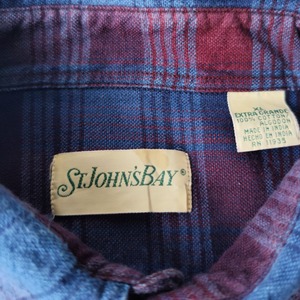 XL
EXTRA GRANDE
100% COTTON
ALGODON
MADE IN INDIA
HECHO EN INDIA
RN 31935
ST.JOHN'S BAY®